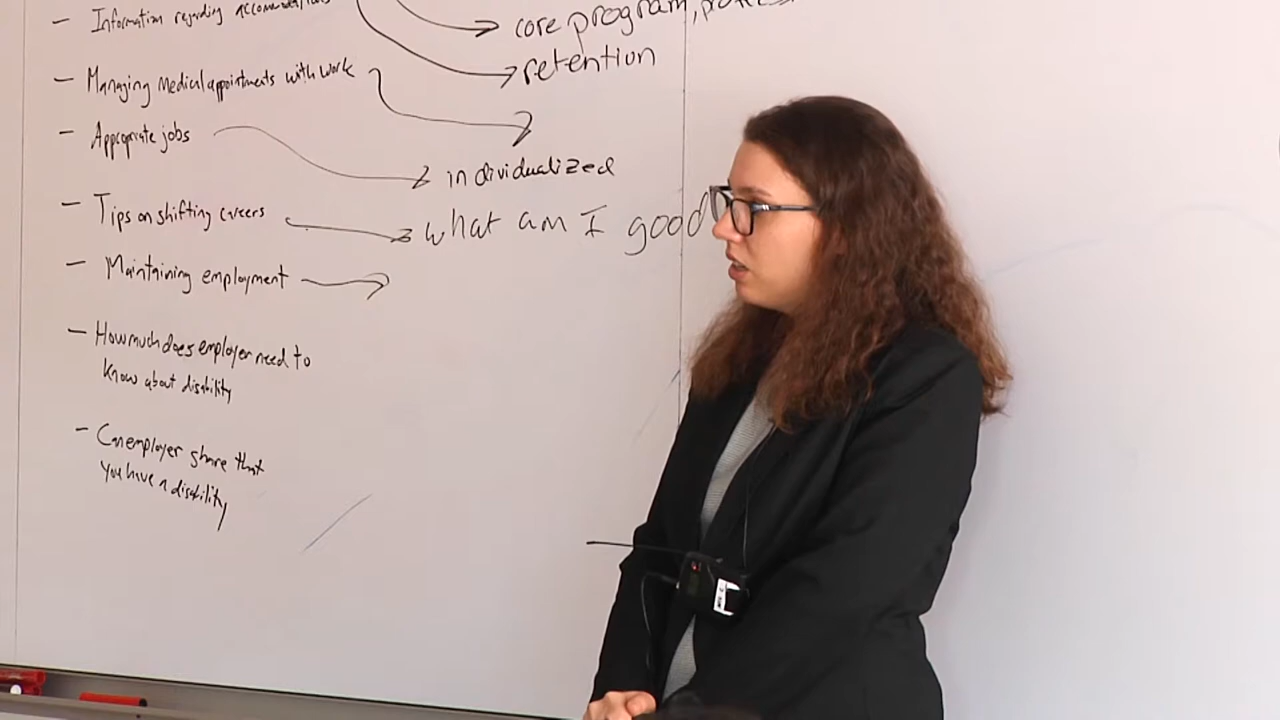 – Information regarding accommodations
core program,
retention
– Managing Medical appointments with work
– Appropriate jobs
individualized
– Tips on shifting careers
What am I good
– Maintaining employment
– How much does employer need to
know about disability
– Can employer share that
you have a disability